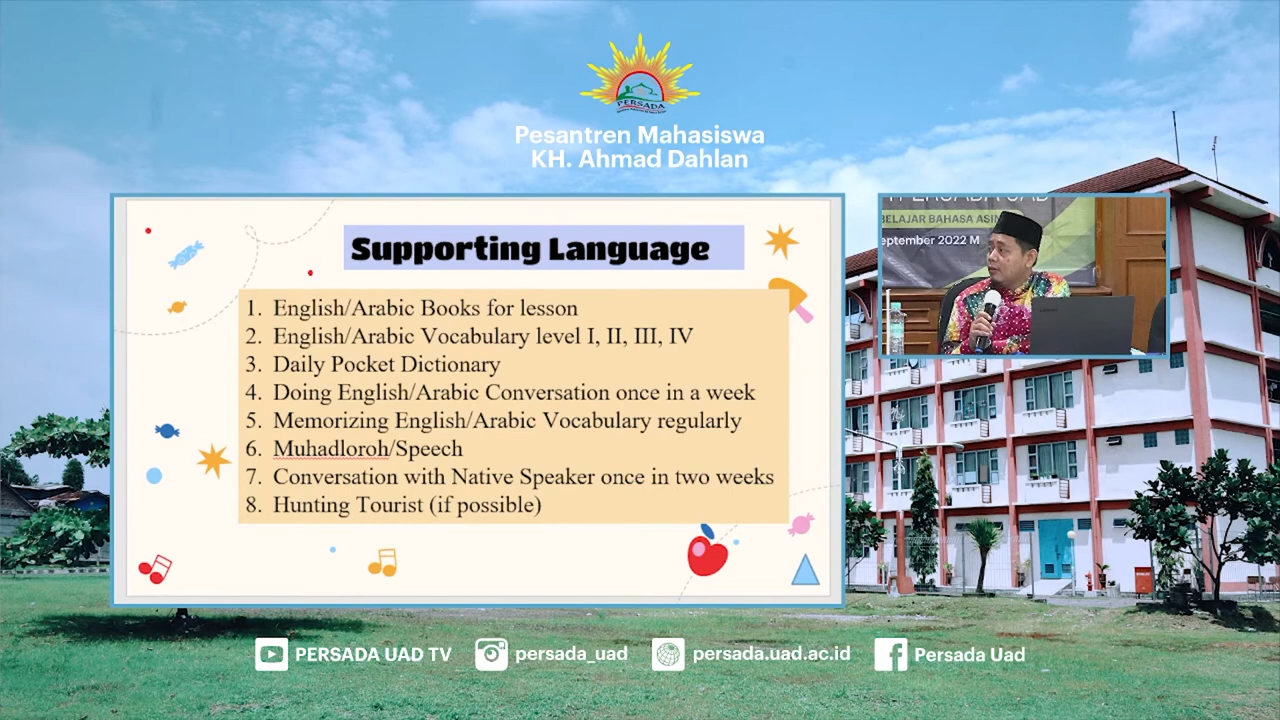 PERSADA
Pesantren Mahasiswa
KH. Ahmad Dahlan
Supporting Language
1. English/Arabic Books for lesson
2. English/Arabic Vocabulary level I, II, III, IV
3. Daily Pocket Dictionary
4. Doing English/Arabic Conversation once in a week
5. Memorizing English/Arabic Vocabulary regularly
6. Muhadloroh/Speech
7. Conversation with Native Speaker once in two weeks
8. Hunting Tourist (if possible)
PERSADA UAD
BELAJAR BAHASA ASIN
eptember 2022 M
Lenovo
PERSADA UAD TV
persada_uad
persada.uad.ac.id
Persada Uad